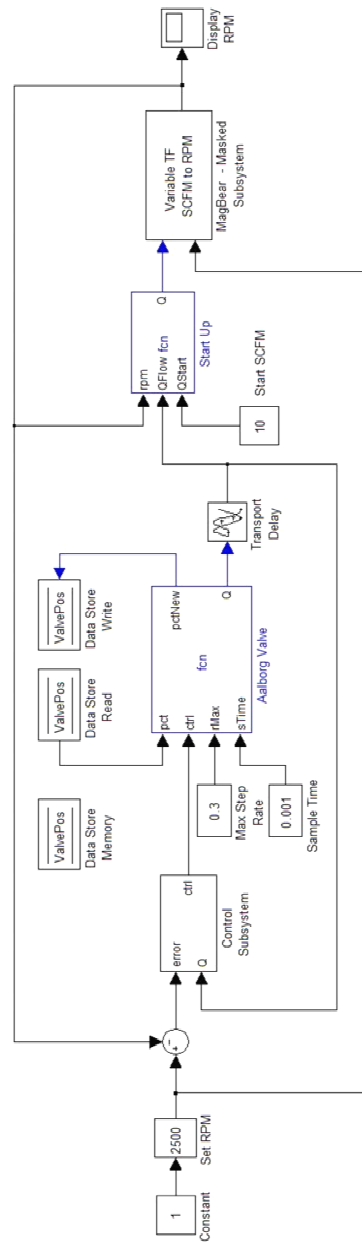 1
Constant
2500
Set RPM
+
−
error
Q
ctrl
Control
Subsystem
ValvePos
Data Store
Memory
ValvePos
Data Store
Read
ValvePos
Data Store
Write
0.3
Max Step
Rate
0.001
Sample Time
pct
ctrl
rMax
sTime
fcn
pctNew
Q
Aalborg Valve
Transport
Delay
10
Start SCFM
rpm
QFlow
QStart
fcn
Q
Start Up
Variable TF
SCFM to RPM
MagBear - Masked
Subsystem
Display
RPM